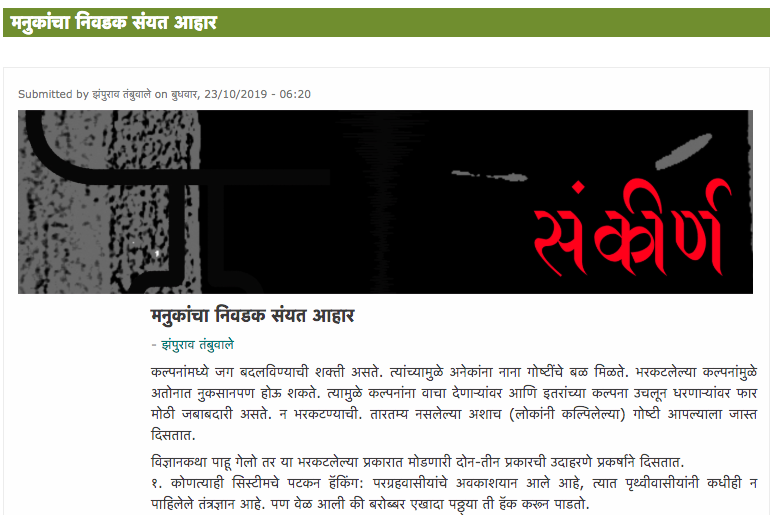 मनुकांचा निवडक संयत आहार
Submitted by झंपुराव तंबुवाले on बुधवार, 23/10/2019 - 06:20
संकीर्ण
मनुकांचा निवडक संयत आहार
- झंपुराव तंबुवाले
कल्पनांमध्ये जग बदलविण्याची शक्ती असते. त्यांच्यामुळे अनेकांना नाना गोष्टींचे बळ मिळते. भरकटलेल्या कल्पनांमुळे
अतोनात नुकसानपण होऊ शकते. त्यामुळे कल्पनांना वाचा देणाऱ्यांवर आणि इतरांच्या कल्पना उचलून धरणाऱ्यांवर फार
मोठी जबाबदारी असते. न भरकटण्याची. तारतम्य नसलेल्या अशाच (लोकांनी कल्पिलेल्या) गोष्टी आपल्याला जास्त
दिसतात.
विज्ञानकथा पाहू गेलो तर या भरकटलेल्या प्रकारात मोडणारी दोन-तीन प्रकारची उदाहरणे प्रकर्षाने दिसतात.
१. कोणत्याही सिस्टीमचे पटकन हॅकिंग: परग्रहवासीयांचे अवकाशयान आले आहे, त्यात पृथ्वीवासीयांनी कधीही न
पाहिलेले तंत्रज्ञान आहे. पण वेळ आली की बरोब्बर एखादा पठ्ठ्या ती हॅक करून पाडतो.